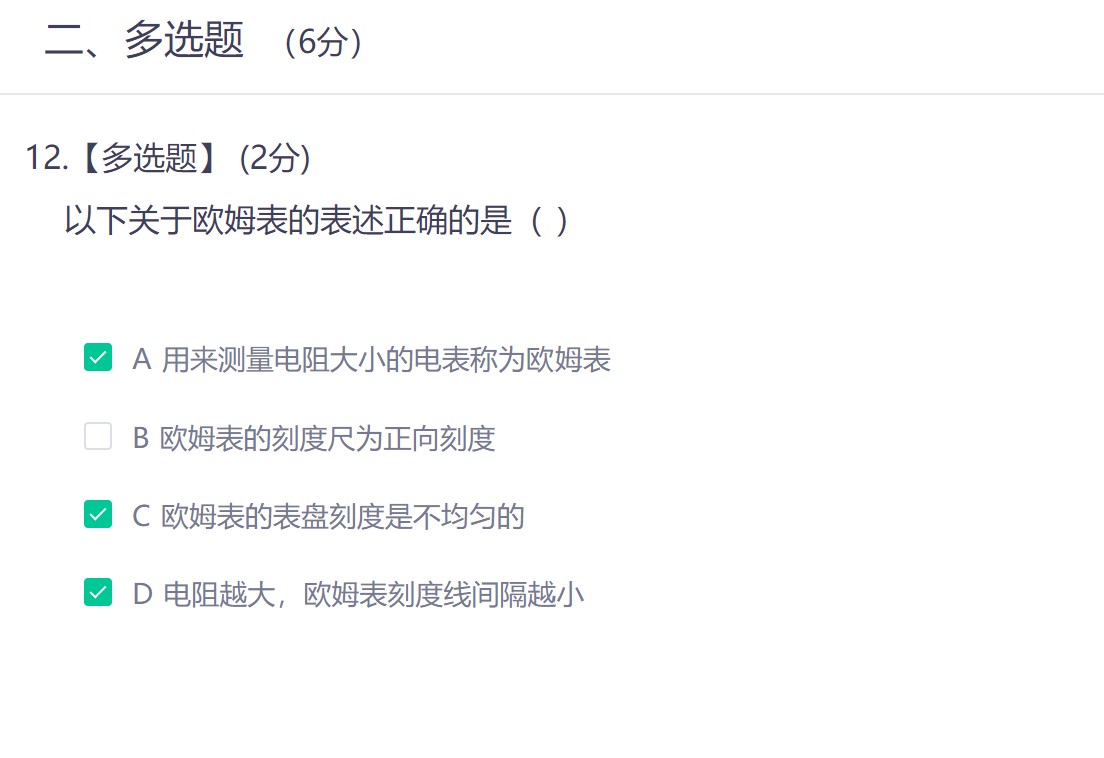 二、多选题 （6分）
12.【多选题】 (2分)
以下关于欧姆表的表述正确的是（ ）
A 用来测量电阻大小的电表称为欧姆表
B 欧姆表的刻度尺为正向刻度
C 欧姆表的表盘刻度是不均匀的
D 电阻越大，欧姆表刻度线间隔越小